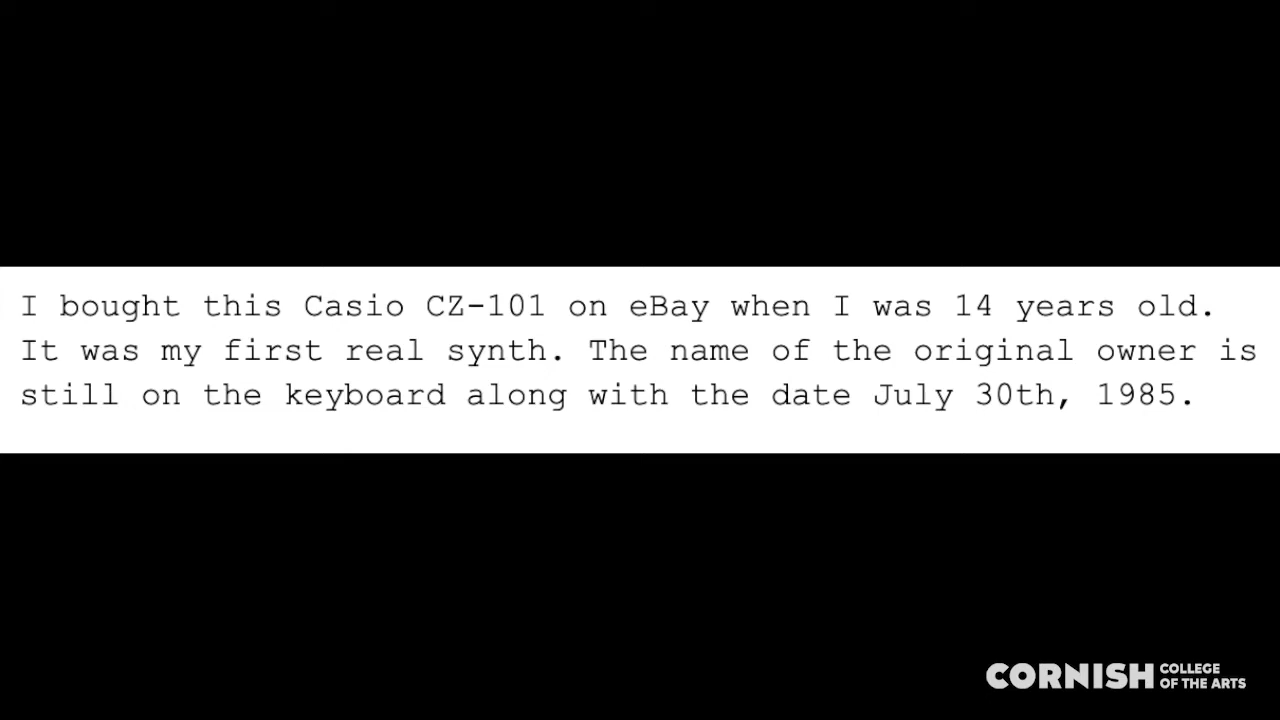 I bought this Casio CZ-101 on eBay when I was 14 years old.
It was my first real synth. The name of the original owner is
still on the keyboard along with the date July 30th, 1985.
CORNISH COLLEGE
OF THE ARTS